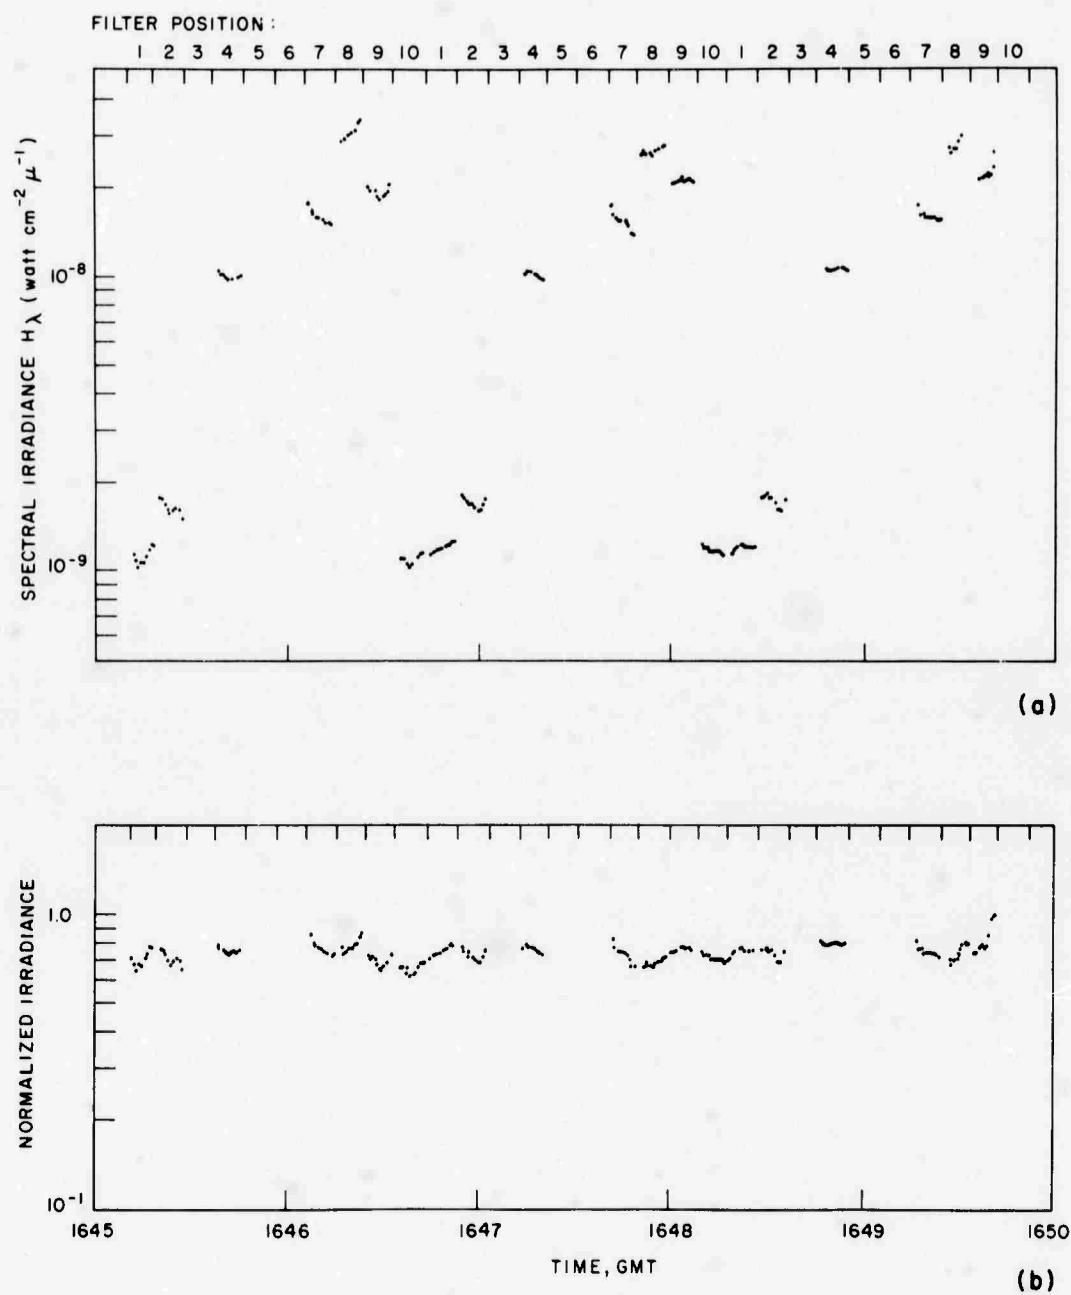 FILTER POSITION:
1 2 3 4 5 6 7 8 9 10 1 2 3 4 5 6 7 8 9 10 1 2 3 4 5 6 7 8 9 10
SPECTRAL IRRADIANCE Hλ (watt cm⁻² μ⁻¹)
10⁻⁸
10⁻⁹
(a)
NORMALIZED IRRADIANCE
1.0
10⁻¹
1645 1646 1647 1648 1649 1650
TIME, GMT
(b)